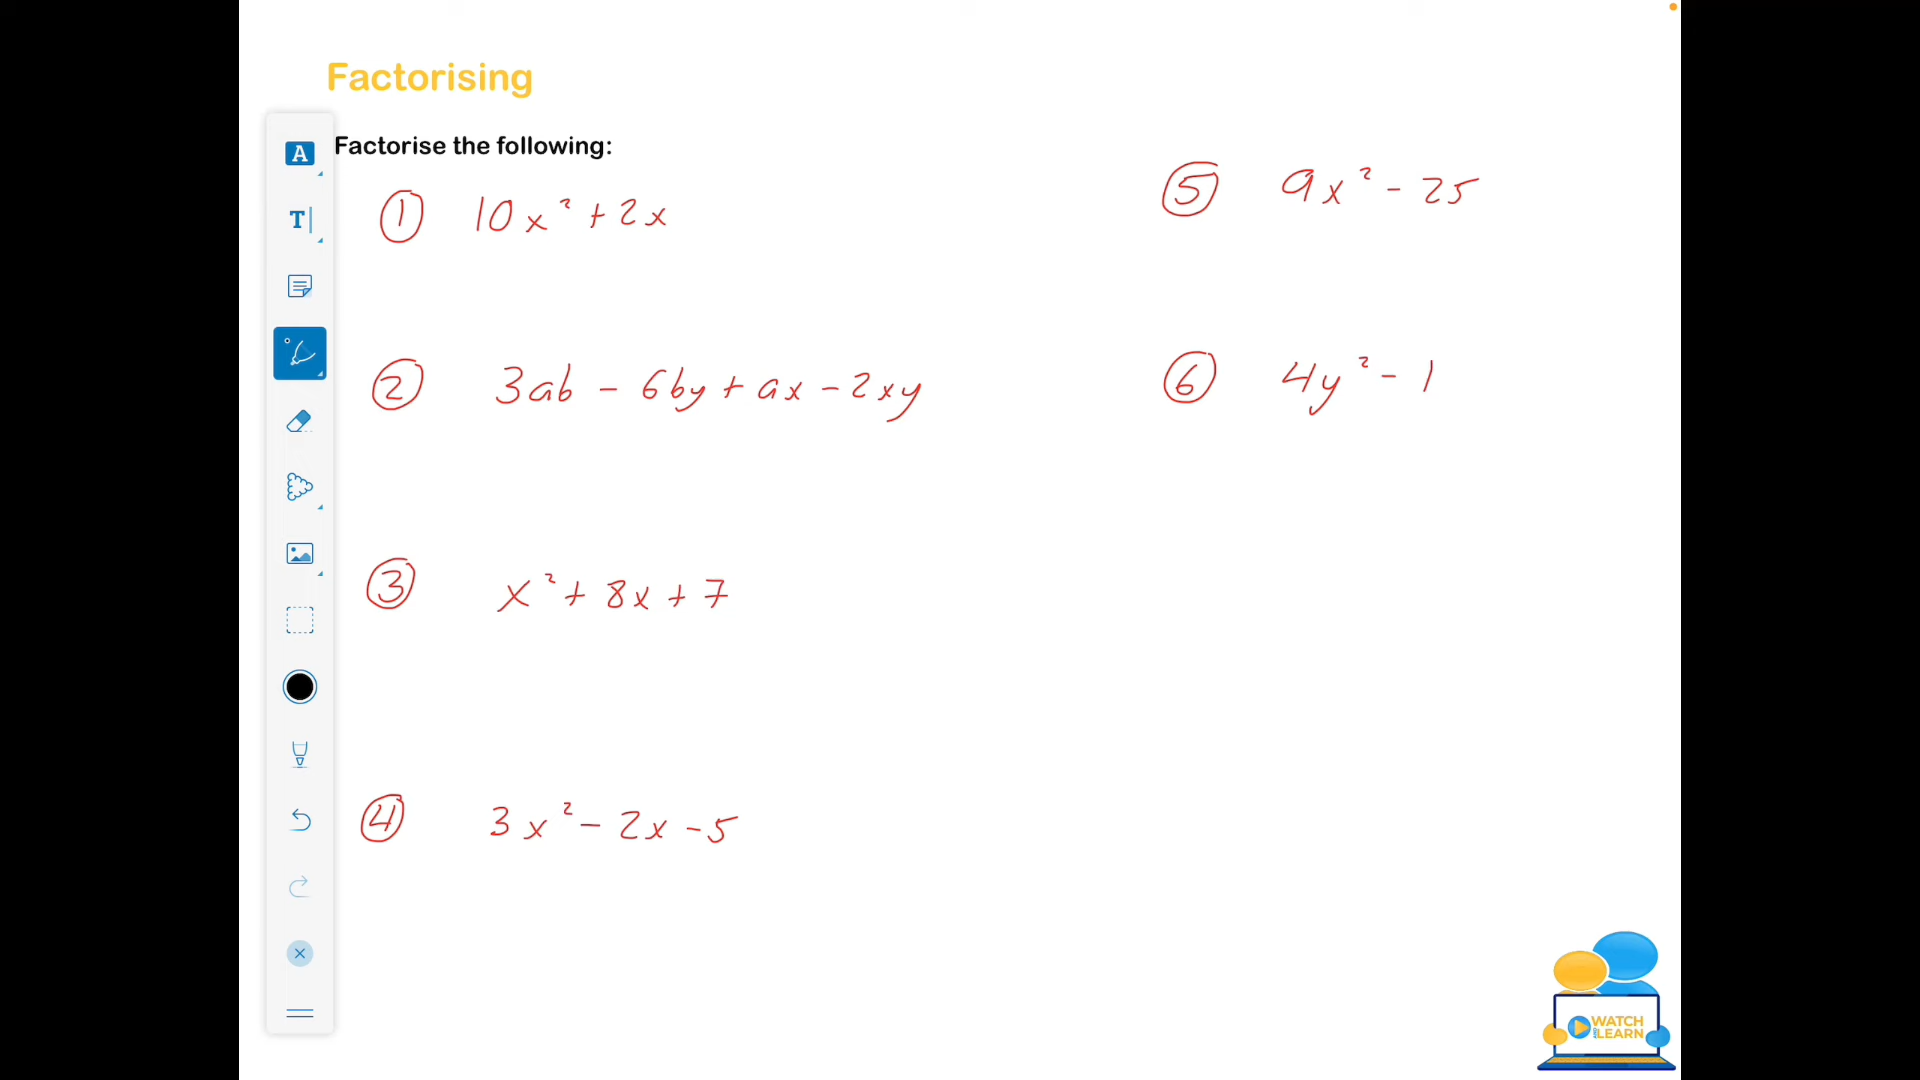 Factorising
Factorise the following:
① 10x² + 2x
② 3ab - 6by + ax - 2xy
③ x² + 8x + 7
④ 3x² - 2x - 5
⑤ 9x² - 25
⑥ 4y² - 1
A
T
WATCH
AND LEARN